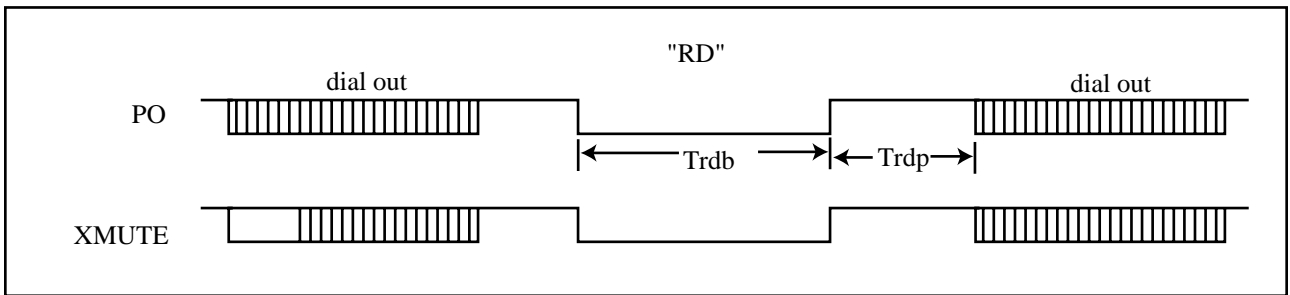 "RD"
dial out
dial out
PO
Trdb
Trdp
XMUTE